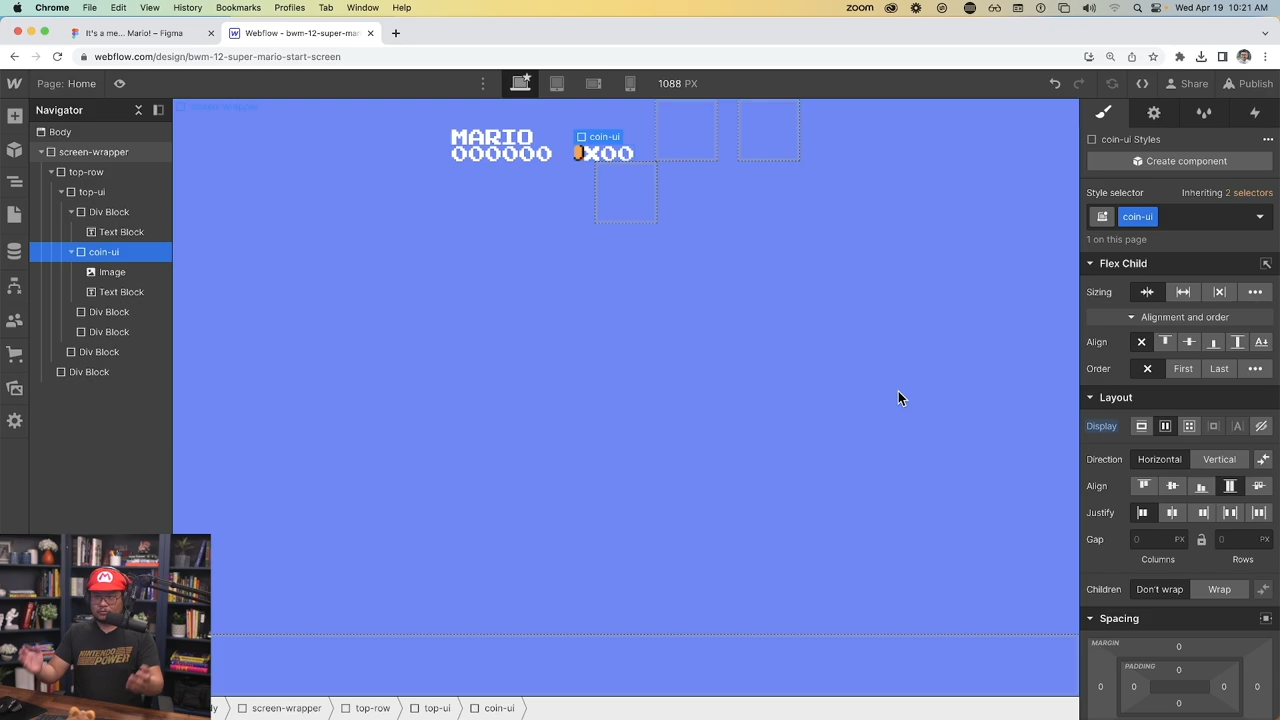 Chrome File Edit View History Bookmarks Profiles Tab Window Help zoom Wed Apr 19 10:21 AM
It's a me... Mario! – Figma Webflow - bwm-12-super-mar
webflow.com/design/bwm-12-super-mario-start-screen
Page: Home 1088 PX Share Publish
Navigator
Body
screen-wrapper
top-row
top-ui
Div Block
Text Block
coin-ui
Image
Text Block
Div Block
Div Block
Div Block
Div Block
MARIO
000000
coin-ui
X00
NINTENDO
POWER
screen-wrapper top-row top-ui coin-ui
coin-ui Styles
Create component
Style selector Inheriting 2 selectors
coin-ui
1 on this page
Flex Child
Sizing
Alignment and order
Align
Order First Last
Layout
Display
Direction Horizontal Vertical
Align
Justify
Gap 0 PX 0 PX
Columns Rows
Children Don't wrap Wrap
Spacing
MARGIN
0
PADDING
0
0 0 0 0
0